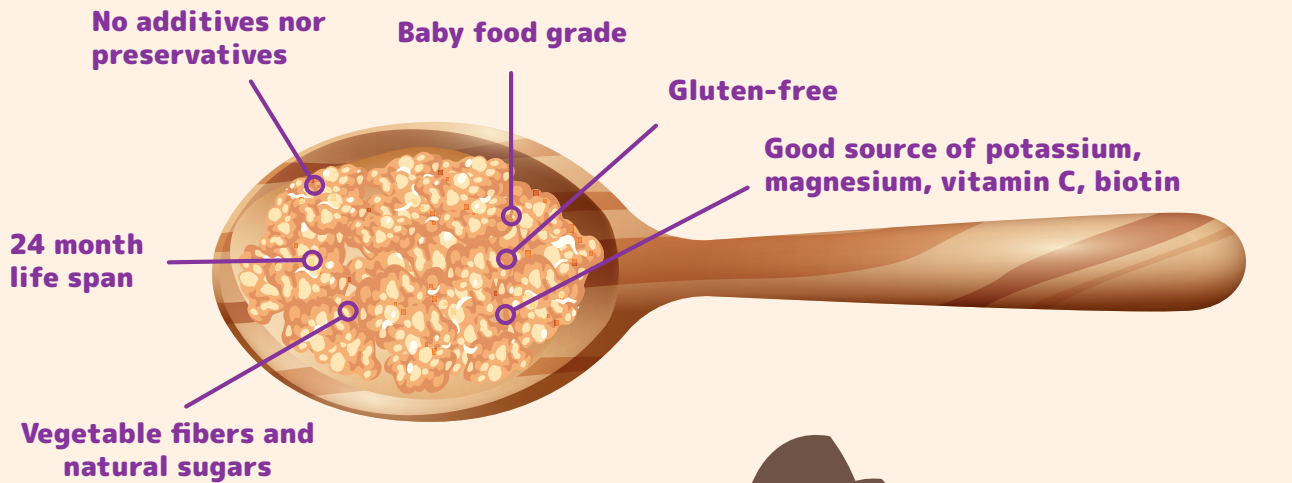 No additives nor
preservatives
Baby food grade
Gluten-free
Good source of potassium,
magnesium, vitamin C, biotin
24 month
life span
Vegetable fibers and
natural sugars